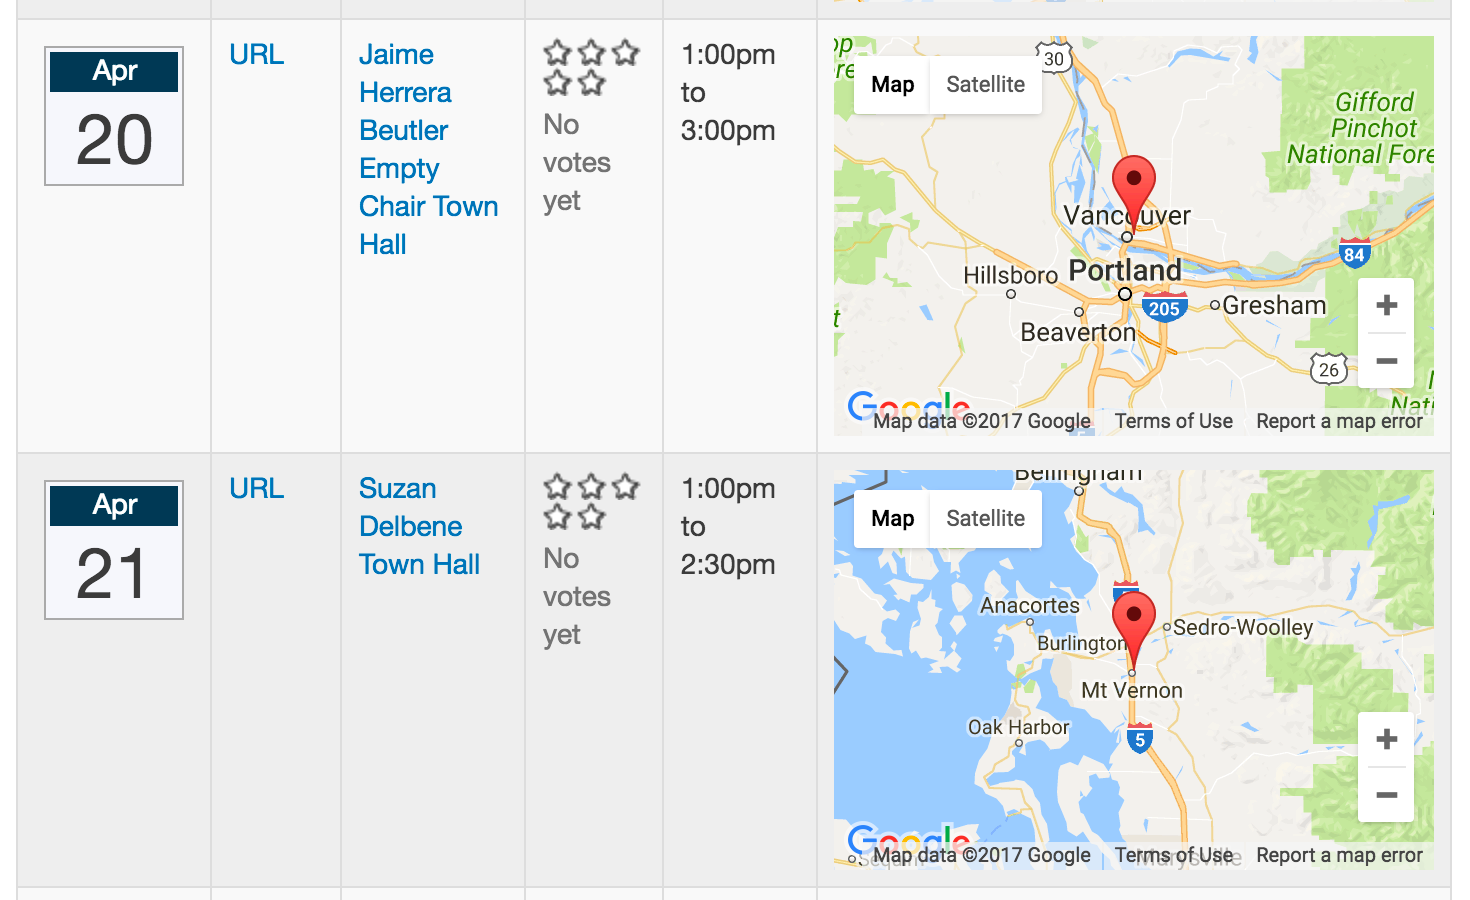 Apr
20
URL
Jaime
Herrera
Beutler
Empty
Chair Town
Hall
No
votes
yet
1:00pm
to
3:00pm
Map Satellite
30
Gifford
Pinchot
National Fore
Vancouver
84
Hillsboro Portland
205
Gresham
Beaverton
+
26
−
Google
Map data ©2017 Google Terms of Use Report a map error
Apr
21
URL
Suzan
Delbene
Town Hall
No
votes
yet
1:00pm
to
2:30pm
Bellingham
Map Satellite
Anacortes
Sedro-Woolley
Burlington
Mt Vernon
Oak Harbor
5
+
−
Google
Map data ©2017 Google Terms of Use Report a map error
Marysville